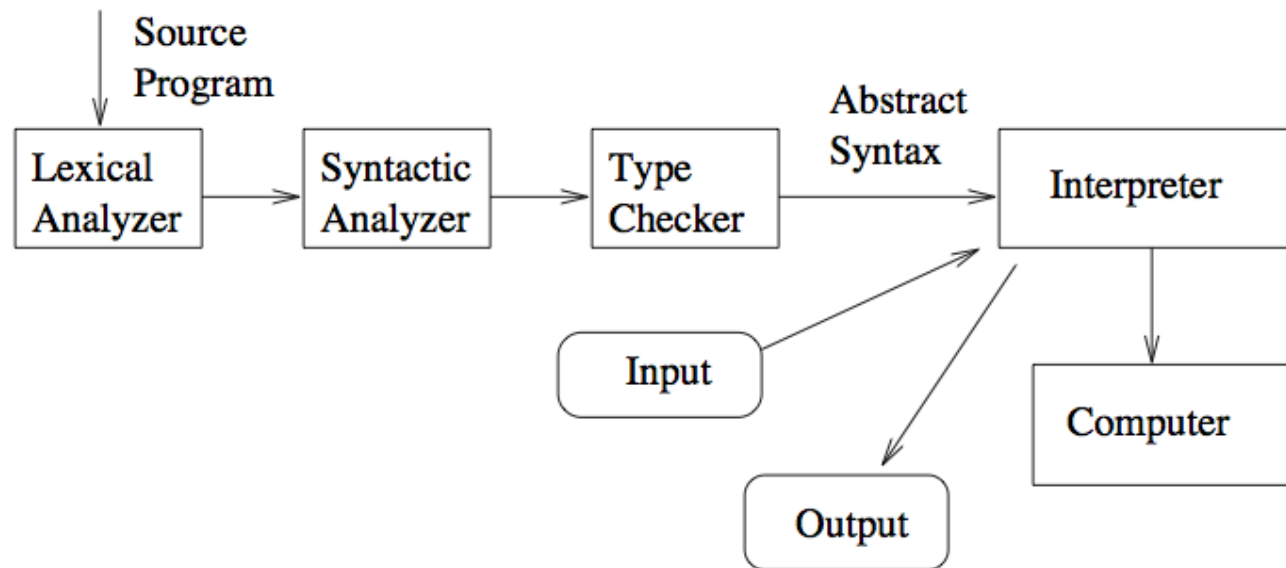 Source
Program
Lexical
Analyzer
Syntactic
Analyzer
Type
Checker
Abstract
Syntax
Interpreter
Input
Computer
Output